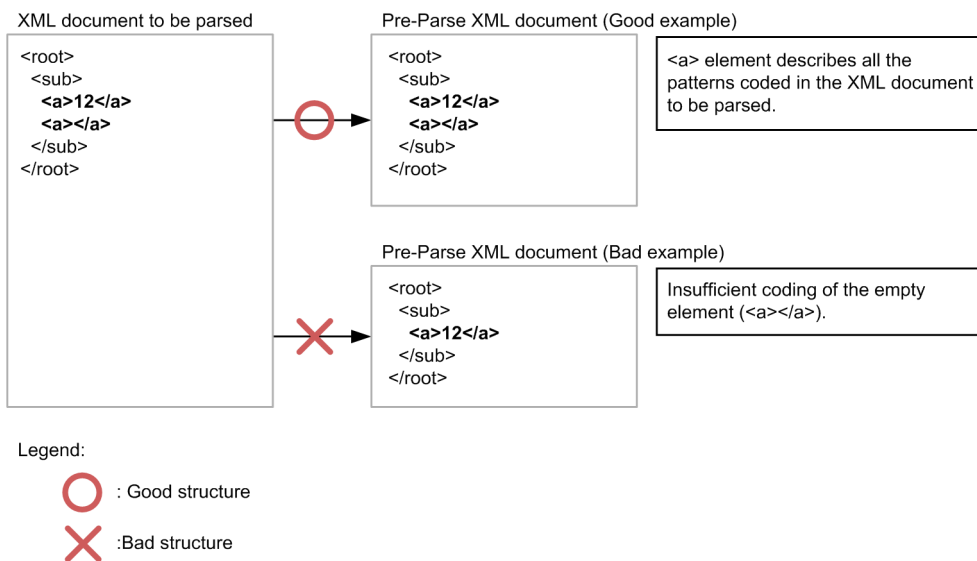 XML document to be parsed
<root>
<sub>
<a>12</a>
<a></a>
</sub>
</root>
Pre-Parse XML document (Good example)
<root>
<sub>
<a>12</a>
<a></a>
</sub>
</root>
<a> element describes all the
patterns coded in the XML document
to be parsed.
Pre-Parse XML document (Bad example)
<root>
<sub>
<a>12</a>
</sub>
</root>
Insufficient coding of the empty
element (<a></a>).
Legend:
: Good structure
:Bad structure